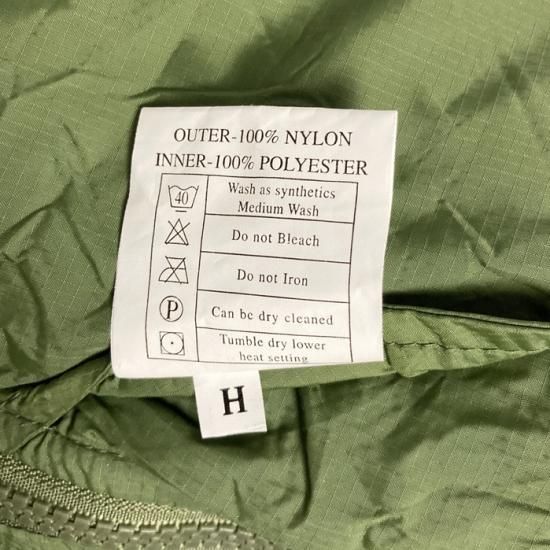 OUTER-100% NYLON
INNER-100% POLYESTER
40
Wash as synthetics
Medium Wash
Do not Bleach
Do not Iron
P
Can be dry cleaned
Tumble dry lower
heat setting
H